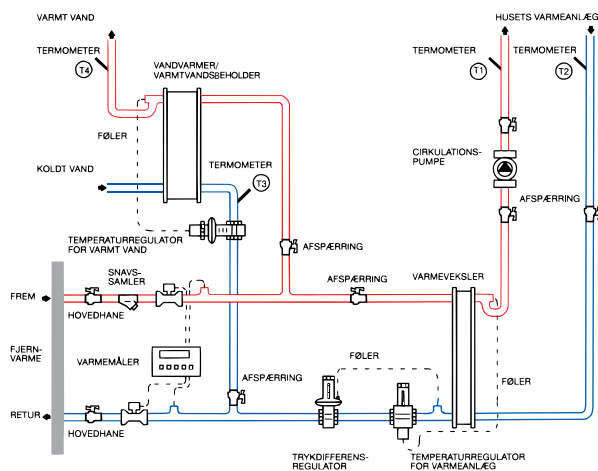 VARMT VAND
HUSETS VARMEANLÆG
TERMOMETER
T4
VANDVARMER/
VARMTVANDSBEHOLDER
TERMOMETER
T1
TERMOMETER
T2
FØLER
CIRKULATIONS-
PUMPE
KOLDT VAND
TERMOMETER
T3
AFSPÆRRING
TEMPERATURREGULATOR
FOR VARMT VAND
AFSPÆRRING
SNAVS-
SAMLER
AFSPÆRRING
VARMEVEKSLER
FREM
HOVEDHANE
FJERN-
VARME
VARMEMÅLER
FØLER
AFSPÆRRING
FØLER
RETUR
HOVEDHANE
TRYKDIFFERENS-
REGULATOR
TEMPERATURREGULATOR
FOR VARMEANLÆG